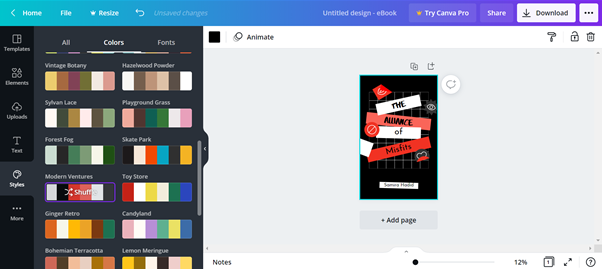 Home File Resize Unsaved changes Untitled design - eBook Try Canva Pro Share Download
Templates
Elements
Uploads
Text
Styles
More
All Colors Fonts
Vintage Botany Hazelwood Powder
Sylvan Lace Playground Grass
Forest Fog Skate Park
Modern Ventures Toy Store
Shuffle
Ginger Retro Candyland
Bohemian Terracotta Lemon Meringue
Animate
THE
ALLIANCE
of
Misfits
Samira Hadid
+ Add page
Notes 12% 1